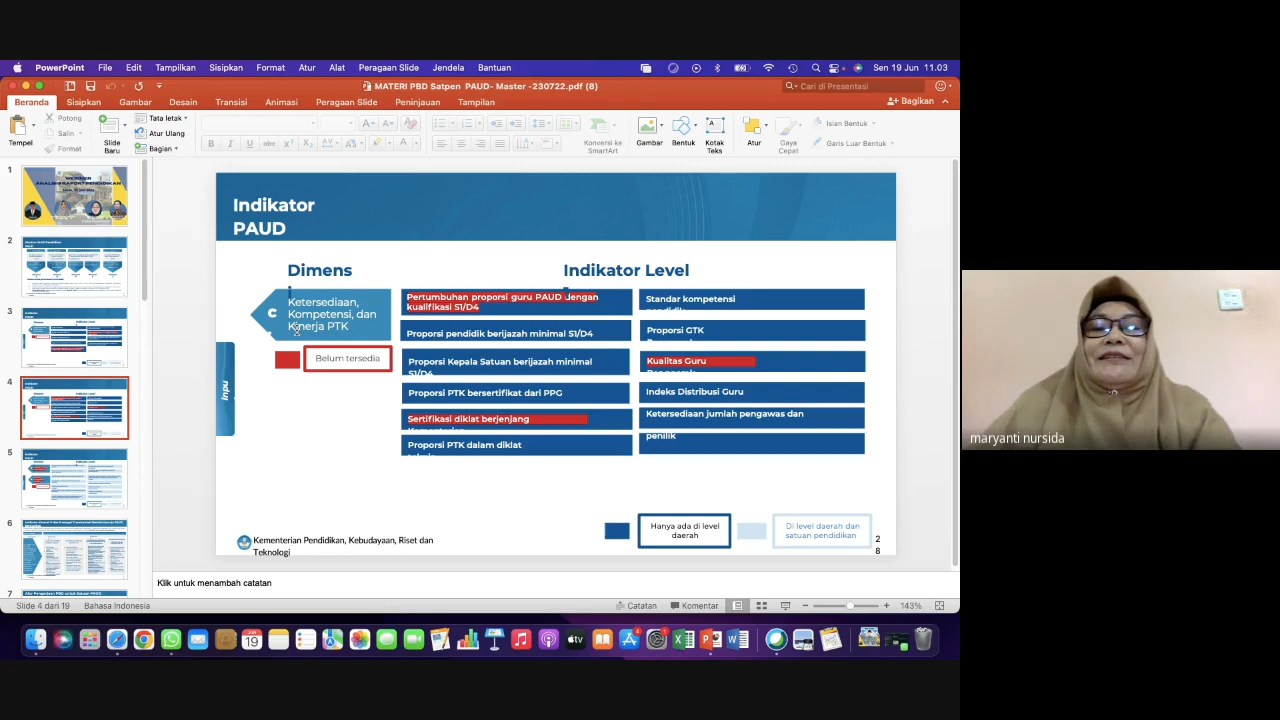 PowerPoint File Edit Tampilkan Sisipkan Format Atur Alat Peragaan Slide Jendela Bantuan
Sen 19 Jun 11.03
MATERI PBD Satpen PAUD- Master -230722.pdf (8)
Cari di Presentasi
Beranda Sisipkan Gambar Desain Transisi Animasi Peragaan Slide Peninjauan Tampilan
Bagikan
Tempel
Potong
Salin
Format
Slide
Baru
Tata letak
Atur Ulang
Bagian
Konversi ke
SmartArt
Gambar
Bentuk
Kotak
Teks
Atur
Gaya
Cepat
Isian Bentuk
Garis Luar Bentuk
1
2
3
4
5
6
7
Indikator
PAUD
Dimens
Indikator Level
C
Ketersediaan,
Kompetensi, dan
Kinerja PTK
Belum tersedia
Inpu
Pertumbuhan proporsi guru PAUD dengan
kualifikasi S1/D4
Proporsi pendidik berijazah minimal S1/D4
Proporsi Kepala Satuan berijazah minimal
S1/D4
Proporsi PTK bersertifikat dari PPG
Sertifikasi diklat berjenjang
Proporsi PTK dalam diklat
Standar kompetensi
Proporsi GTK
Kualitas Guru
Indeks Distribusi Guru
Ketersediaan jumlah pengawas dan
penilik
Hanya ada di level
daerah
Di level daerah dan
satuan pendidikan
2
8
Kementerian Pendidikan, Kebudayaan, Riset dan
Teknologi
Klik untuk menambah catatan
Slide 4 dari 19 Bahasa Indonesia
Catatan Komentar
143%
maryanti nursida